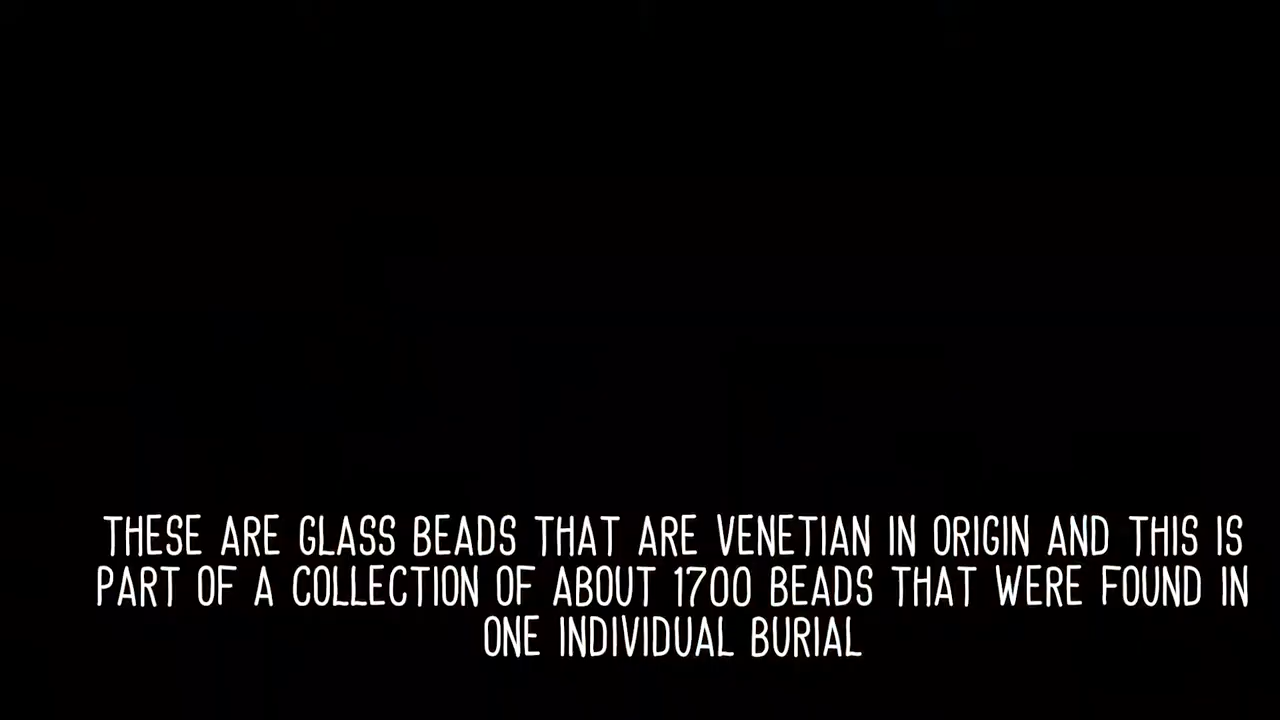 THESE ARE GLASS BEADS THAT ARE VENETIAN IN ORIGIN AND THIS IS
PART OF A COLLECTION OF ABOUT 1700 BEADS THAT WERE FOUND IN
ONE INDIVIDUAL BURIAL